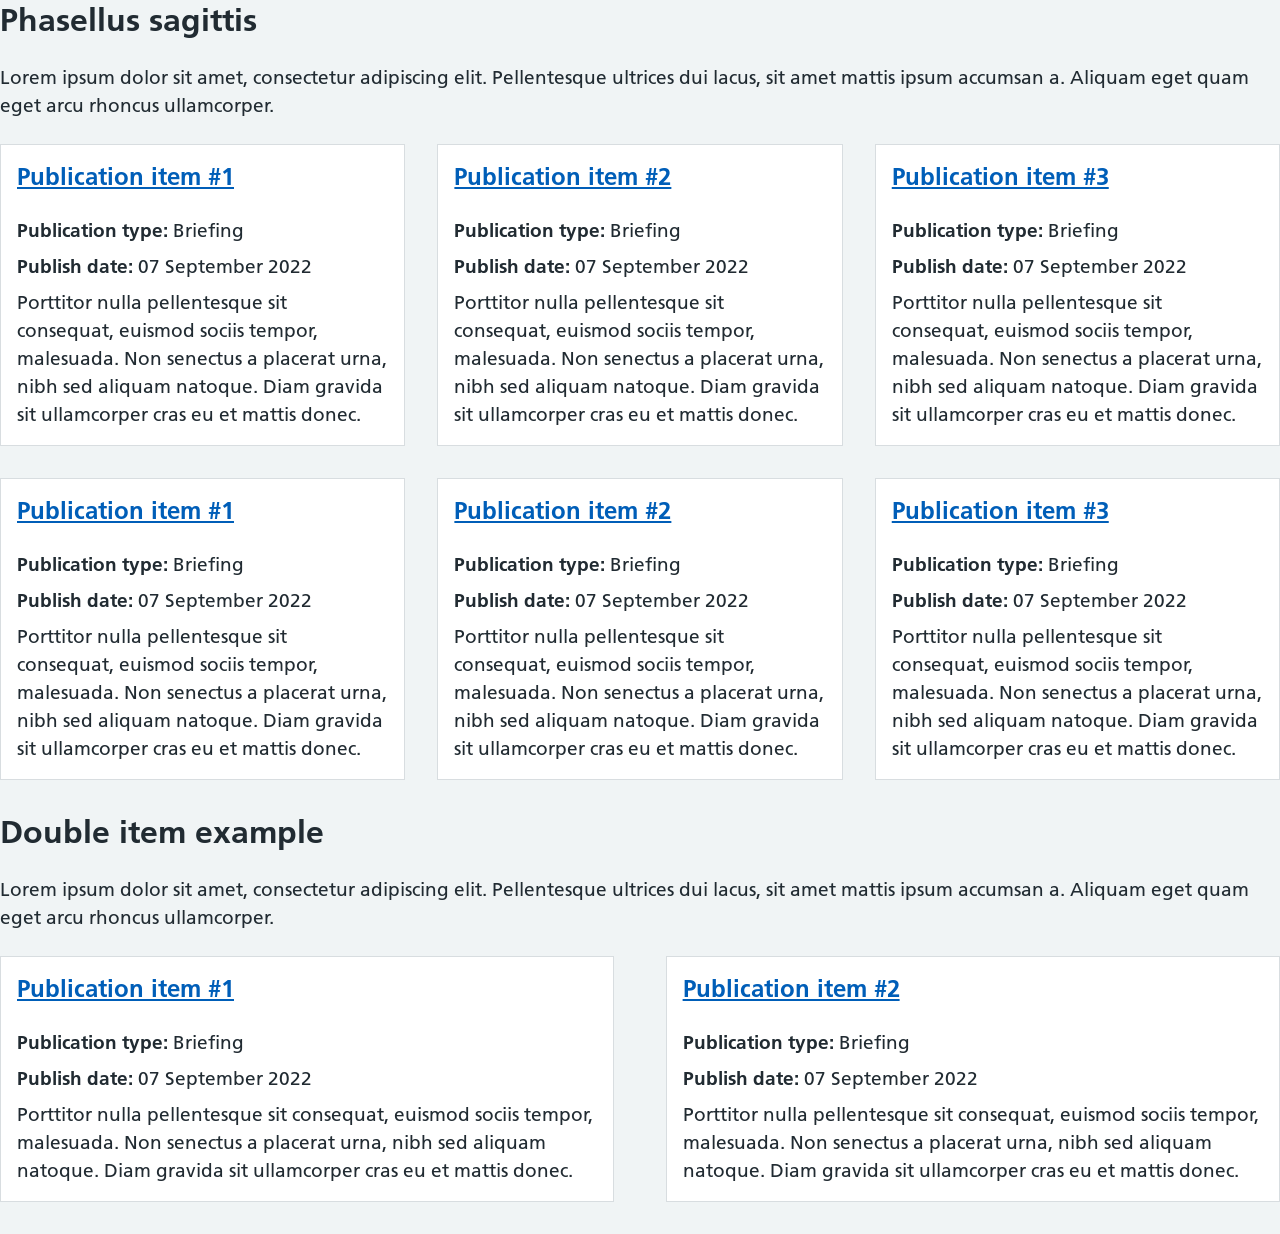 Phasellus sagittis
Lorem ipsum dolor sit amet, consectetur adipiscing elit. Pellentesque ultrices dui lacus, sit amet mattis ipsum accumsan a. Aliquam eget quam
eget arcu rhoncus ullamcorper.
Publication item #1
Publication type: Briefing
Publish date: 07 September 2022
Porttitor nulla pellentesque sit
consequat, euismod sociis tempor,
malesuada. Non senectus a placerat urna,
nibh sed aliquam natoque. Diam gravida
sit ullamcorper cras eu et mattis donec.
Publication item #2
Publication type: Briefing
Publish date: 07 September 2022
Porttitor nulla pellentesque sit
consequat, euismod sociis tempor,
malesuada. Non senectus a placerat urna,
nibh sed aliquam natoque. Diam gravida
sit ullamcorper cras eu et mattis donec.
Publication item #3
Publication type: Briefing
Publish date: 07 September 2022
Porttitor nulla pellentesque sit
consequat, euismod sociis tempor,
malesuada. Non senectus a placerat urna,
nibh sed aliquam natoque. Diam gravida
sit ullamcorper cras eu et mattis donec.
Publication item #1
Publication type: Briefing
Publish date: 07 September 2022
Porttitor nulla pellentesque sit
consequat, euismod sociis tempor,
malesuada. Non senectus a placerat urna,
nibh sed aliquam natoque. Diam gravida
sit ullamcorper cras eu et mattis donec.
Publication item #2
Publication type: Briefing
Publish date: 07 September 2022
Porttitor nulla pellentesque sit
consequat, euismod sociis tempor,
malesuada. Non senectus a placerat urna,
nibh sed aliquam natoque. Diam gravida
sit ullamcorper cras eu et mattis donec.
Publication item #3
Publication type: Briefing
Publish date: 07 September 2022
Porttitor nulla pellentesque sit
consequat, euismod sociis tempor,
malesuada. Non senectus a placerat urna,
nibh sed aliquam natoque. Diam gravida
sit ullamcorper cras eu et mattis donec.
Double item example
Lorem ipsum dolor sit amet, consectetur adipiscing elit. Pellentesque ultrices dui lacus, sit amet mattis ipsum accumsan a. Aliquam eget quam
eget arcu rhoncus ullamcorper.
Publication item #1
Publication type: Briefing
Publish date: 07 September 2022
Porttitor nulla pellentesque sit consequat, euismod sociis tempor,
malesuada. Non senectus a placerat urna, nibh sed aliquam
natoque. Diam gravida sit ullamcorper cras eu et mattis donec.
Publication item #2
Publication type: Briefing
Publish date: 07 September 2022
Porttitor nulla pellentesque sit consequat, euismod sociis tempor,
malesuada. Non senectus a placerat urna, nibh sed aliquam
natoque. Diam gravida sit ullamcorper cras eu et mattis donec.